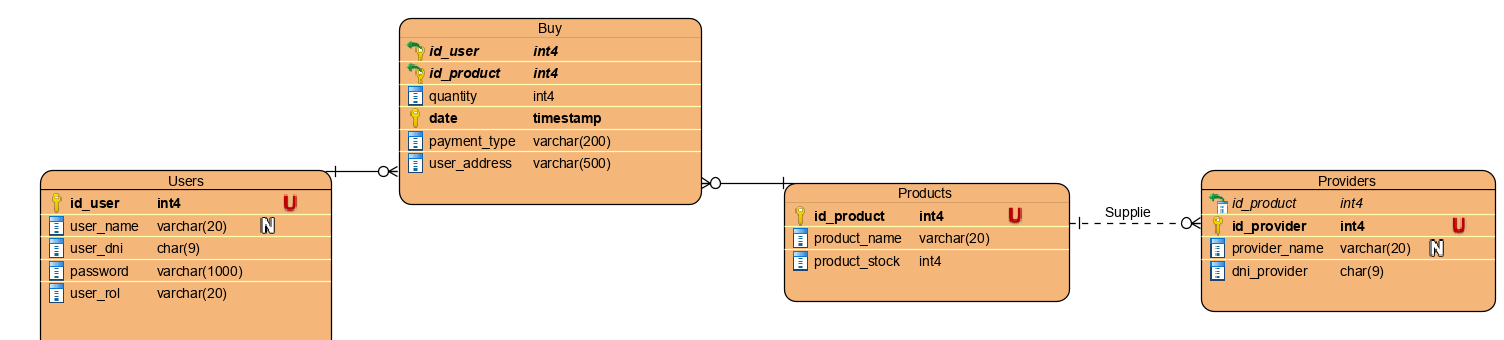 Buy
id_user int4
id_product int4
quantity int4
date timestamp
payment_type varchar(200)
user_address varchar(500)
Users
id_user int4 U
user_name varchar(20) N
user_dni char(9)
password varchar(1000)
user_rol varchar(20)
Products
id_product int4 U
product_name varchar(20)
product_stock int4
Supplie
Providers
id_product int4
id_provider int4 U
provider_name varchar(20) N
dni_provider char(9)